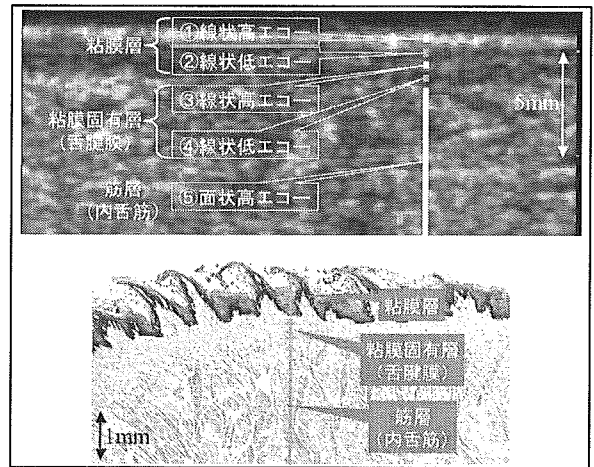 粘膜層
①線状高エコー
②線状低エコー
粘膜固有層
(舌腱膜)
③線状高エコー
④線状低エコー
筋層
(内舌筋)
⑤面状高エコー
5mm
粘膜層
粘膜固有層
(舌腱膜)
筋層
(内舌筋)
1mm